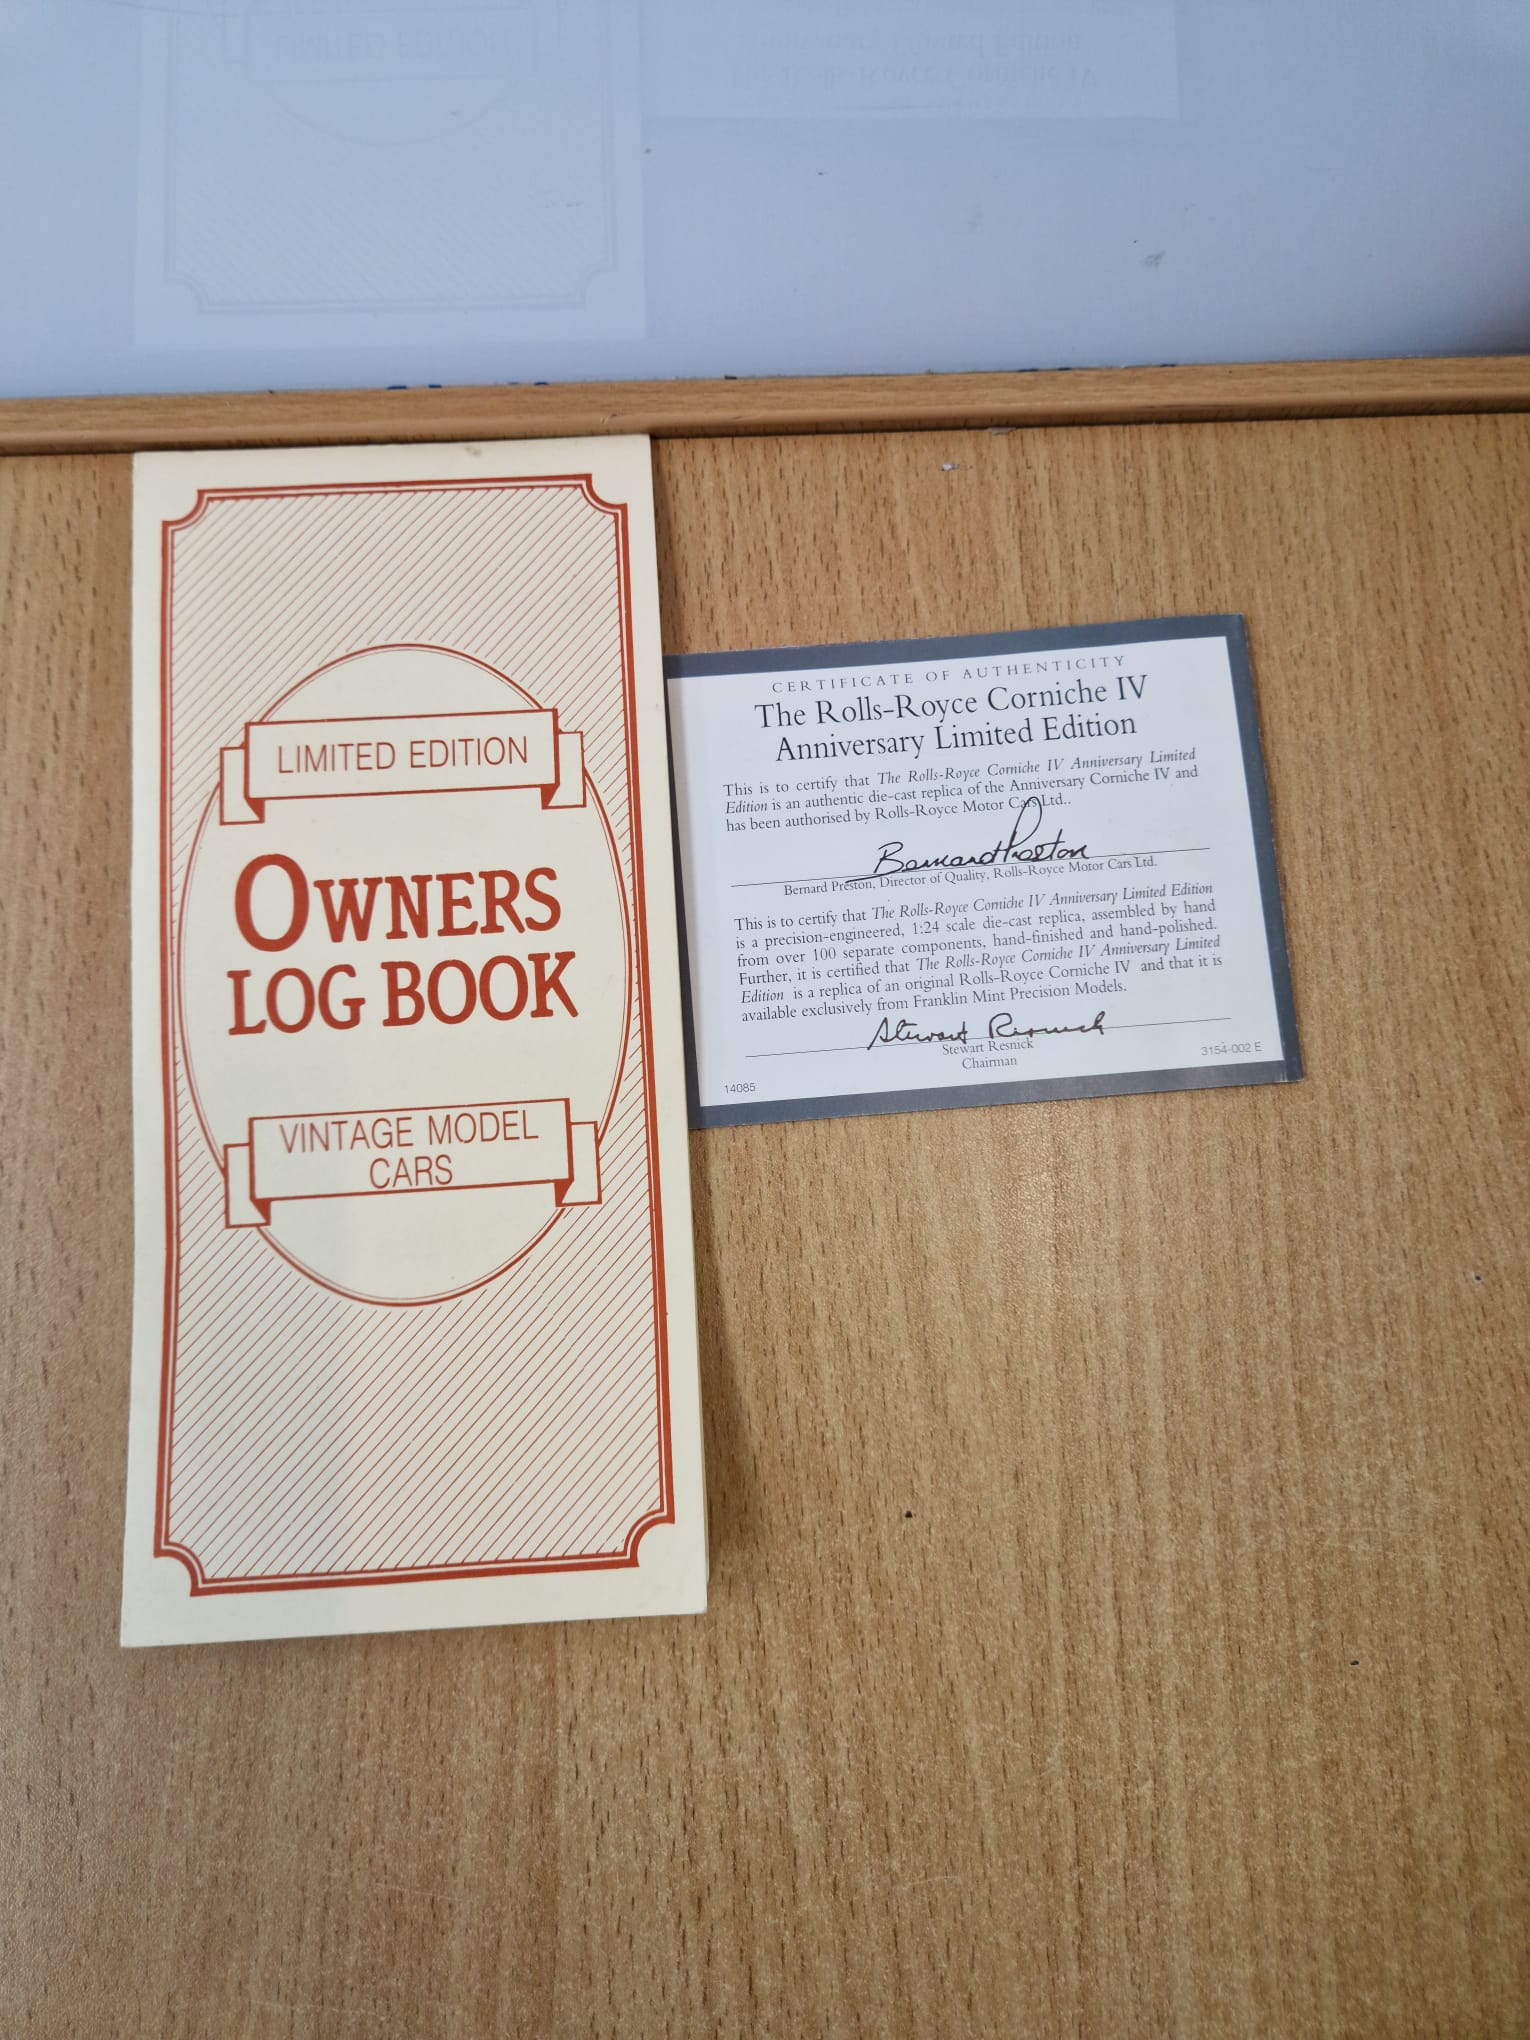 LIMITED EDITION
OWNERS
LOG BOOK
VINTAGE MODEL
CARS
CERTIFICATE OF AUTHENTICITY
The Rolls-Royce Corniche IV
Anniversary Limited Edition
This is to certify that The Rolls-Royce Corniche IV Anniversary Limited
Edition is an authentic die-cast replica of the Anniversary Corniche IV and
has been authorised by Rolls-Royce Motor Cars Ltd..
Bernard Preston
Bernard Preston, Director of Quality, Rolls-Royce Motor Cars Ltd.
This is to certify that The Rolls-Royce Corniche IV Anniversary Limited Edition
is a precision-engineered, 1:24 scale die-cast replica, assembled by hand
from over 100 separate components, hand-finished and hand-polished.
Further, it is certified that The Rolls-Royce Corniche IV Anniversary Limited
Edition is a replica of an original Rolls-Royce Corniche IV and that it is
available exclusively from Franklin Mint Precision Models.
Stewart Resnick
Stewart Resnick
Chairman
14085
3154-002 E